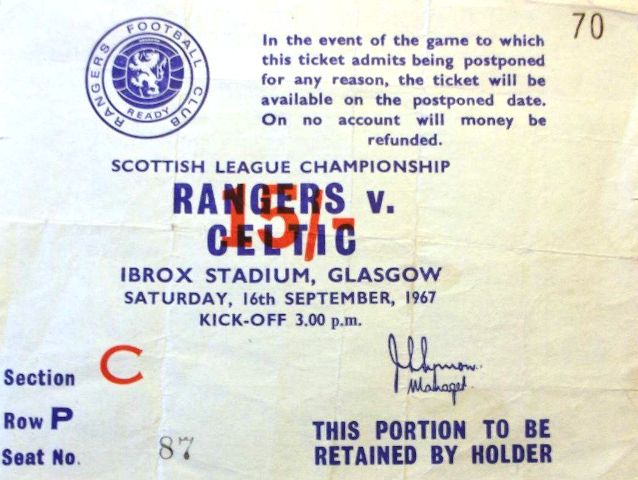 70
RANGERS FOOTBALL CLUB
READY
In the event of the game to which
this ticket admits being postponed
for any reason, the ticket will be
available on the postponed date.
On no account will money be
refunded.
SCOTTISH LEAGUE CHAMPIONSHIP
RANGERS v.
15/-
CELTIC
IBROX STADIUM, GLASGOW
SATURDAY, 16th SEPTEMBER, 1967
KICK-OFF 3.00 p.m.
Section C
Manager.
Row P
Seat No. 87
THIS PORTION TO BE
RETAINED BY HOLDER